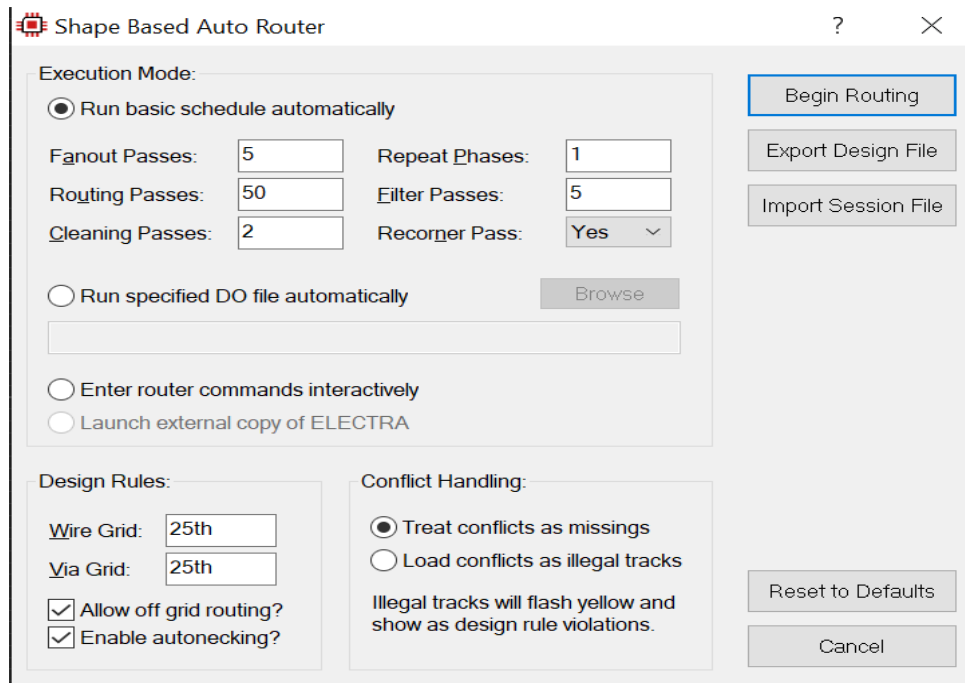 Shape Based Auto Router ?
Execution Mode:
Run basic schedule automatically
Fanout Passes: 5 Repeat Phases: 1
Routing Passes: 50 Filter Passes: 5
Cleaning Passes: 2 Recorner Pass: Yes
Run specified DO file automatically Browse
Enter router commands interactively
Launch external copy of ELECTRA
Begin Routing
Export Design File
Import Session File
Design Rules:
Wire Grid: 25th
Via Grid: 25th
Allow off grid routing?
Enable autonecking?
Conflict Handling:
Treat conflicts as missings
Load conflicts as illegal tracks
Illegal tracks will flash yellow and
show as design rule violations.
Reset to Defaults
Cancel